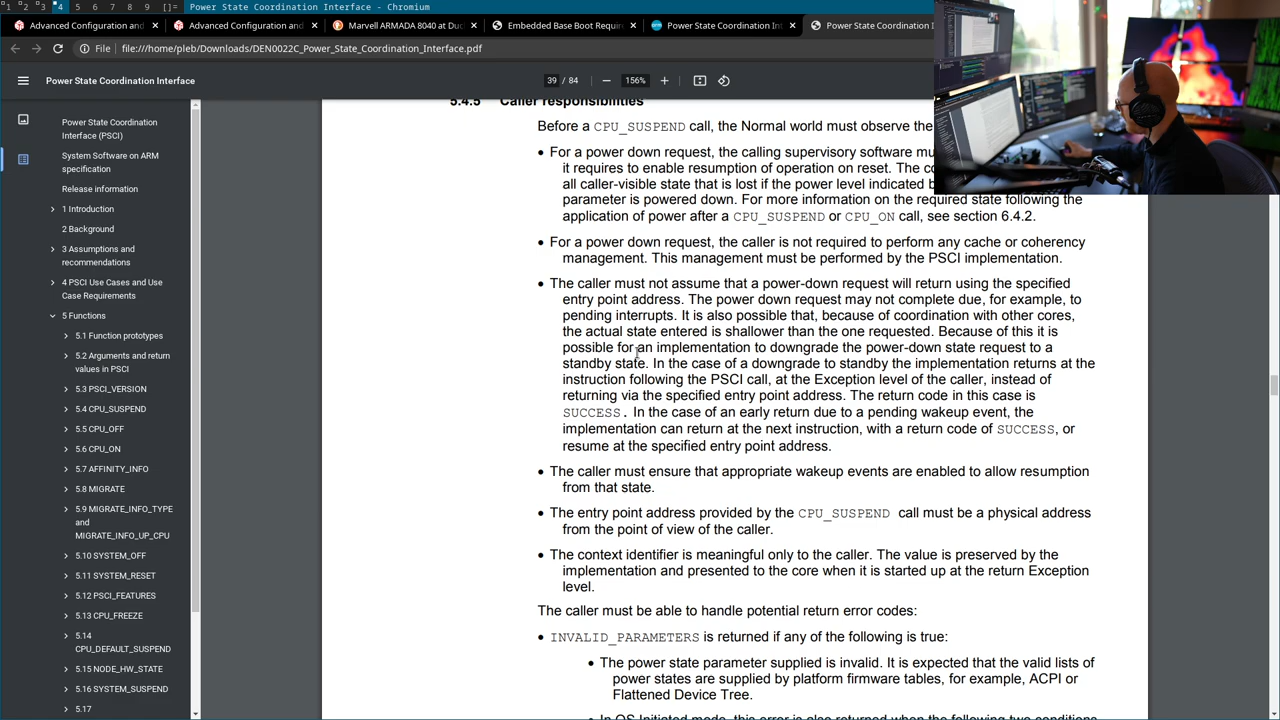 1 2 3 4 5 6 7 8 9 []= Power State Coordination Interface - Chromium
Advanced Configuration and × Advanced Configuration × Marvell ARMADA 8040 at Du × Embedded Base Boot Require × Power State Coordination Int × Power State Coordination
File file:///home/pleb/Downloads/DEN0022C_Power_State_Coordination_Interface.pdf
Power State Coordination Interface 39 / 84 156%
Power State Coordination
Interface (PSCI)
System Software on ARM
specification
Release information
1 Introduction
2 Background
3 Assumptions and
recommendations
4 PSCI Use Cases and Use
Case Requirements
5 Functions
5.1 Function prototypes
5.2 Arguments and return
values in PSCI
5.3 PSCI_VERSION
5.4 CPU_SUSPEND
5.5 CPU_OFF
5.6 CPU_ON
5.7 AFFINITY_INFO
5.8 MIGRATE
5.9 MIGRATE_INFO_TYPE
and
MIGRATE_INFO_UP_CPU
5.10 SYSTEM_OFF
5.11 SYSTEM_RESET
5.12 PSCI_FEATURES
5.13 CPU_FREEZE
5.14
CPU_DEFAULT_SUSPEND
5.15 NODE_HW_STATE
5.16 SYSTEM_SUSPEND
5.17
5.4.5 Caller responsibilities
Before a CPU_SUSPEND call, the Normal world must observe the
• For a power down request, the calling supervisory software
it requires to enable resumption of operation on reset. The
all caller-visible state that is lost if the power level indicated
parameter is powered down. For more information on the required state following the
application of power after a CPU_SUSPEND or CPU_ON call, see section 6.4.2.
• For a power down request, the caller is not required to perform any cache or coherency
management. This management must be performed by the PSCI implementation.
• The caller must not assume that a power-down request will return using the specified
entry point address. The power down request may not complete due, for example, to
pending interrupts. It is also possible that, because of coordination with other cores,
the actual state entered is shallower than the one requested. Because of this it is
possible for an implementation to downgrade the power-down state request to a
standby state. In the case of a downgrade to standby the implementation returns at the
instruction following the PSCI call, at the Exception level of the caller, instead of
returning via the specified entry point address. The return code in this case is
SUCCESS. In the case of an early return due to a pending wakeup event, the
implementation can return at the next instruction, with a return code of SUCCESS, or
resume at the specified entry point address.
• The caller must ensure that appropriate wakeup events are enabled to allow resumption
from that state.
• The entry point address provided by the CPU_SUSPEND call must be a physical address
from the point of view of the caller.
• The context identifier is meaningful only to the caller. The value is preserved by the
implementation and presented to the core when it is started up at the return Exception
level.
The caller must be able to handle potential return error codes:
• INVALID_PARAMETERS is returned if any of the following is true:
• The power state parameter supplied is invalid. It is expected that the valid lists of
power states are supplied by platform firmware tables, for example, ACPI or
Flattened Device Tree.
• In OS Initiated mode, this error is also returned when the following two conditions